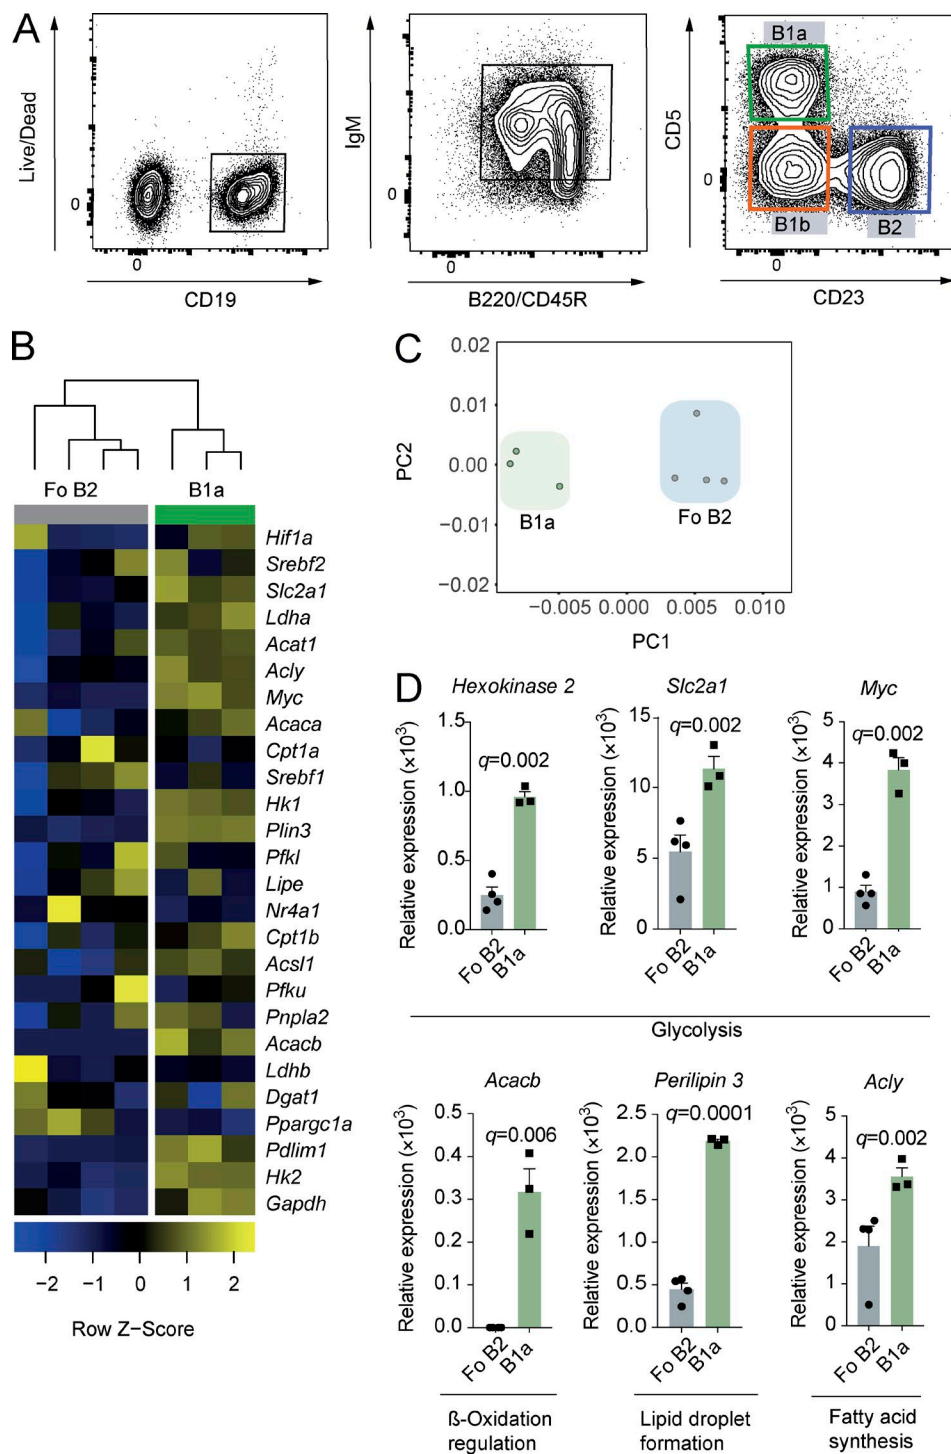 A
Live/Dead
0
0
CD19
IgM
0
0
B220/CD45R
CD5
0
0
CD23
B1a
B1b
B2
B
Fo B2
B1a
Hif1a
Srebf2
Slc2a1
Ldha
Acat1
Acly
Myc
Acaca
Cpt1a
Srebf1
Hk1
Plin3
Pfkl
Lipe
Nr4a1
Cpt1b
Acsl1
Pfku
Pnpla2
Acacb
Ldhb
Dgat1
Ppargc1a
Pdlim1
Hk2
Gapdh
−2 −1 0 1 2
Row Z−Score
C
0.02
0.01
0.00
−0.01
−0.02
PC2
B1a
Fo B2
−0.005 0.000 0.005 0.010
PC1
D
Hexokinase 2
Relative expression (×10³)
1.5
1.0
0.5
0.0
q=0.002
Fo B2
B1a
Slc2a1
Relative expression (×10³)
15
10
5
0
q=0.002
Fo B2
B1a
Myc
Relative expression (×10³)
5
4
3
2
1
0
q=0.002
Fo B2
B1a
Glycolysis
Acacb
Relative expression (×10³)
0.5
0.4
0.3
0.2
0.1
0.0
q=0.006
Fo B2
B1a
ß-Oxidation
regulation
Perilipin 3
Relative expression (×10³)
2.5
2.0
1.5
1.0
0.5
0.0
q=0.0001
Fo B2
B1a
Lipid droplet
formation
Acly
Relative expression (×10³)
5
4
3
2
1
0
q=0.002
Fo B2
B1a
Fatty acid
synthesis